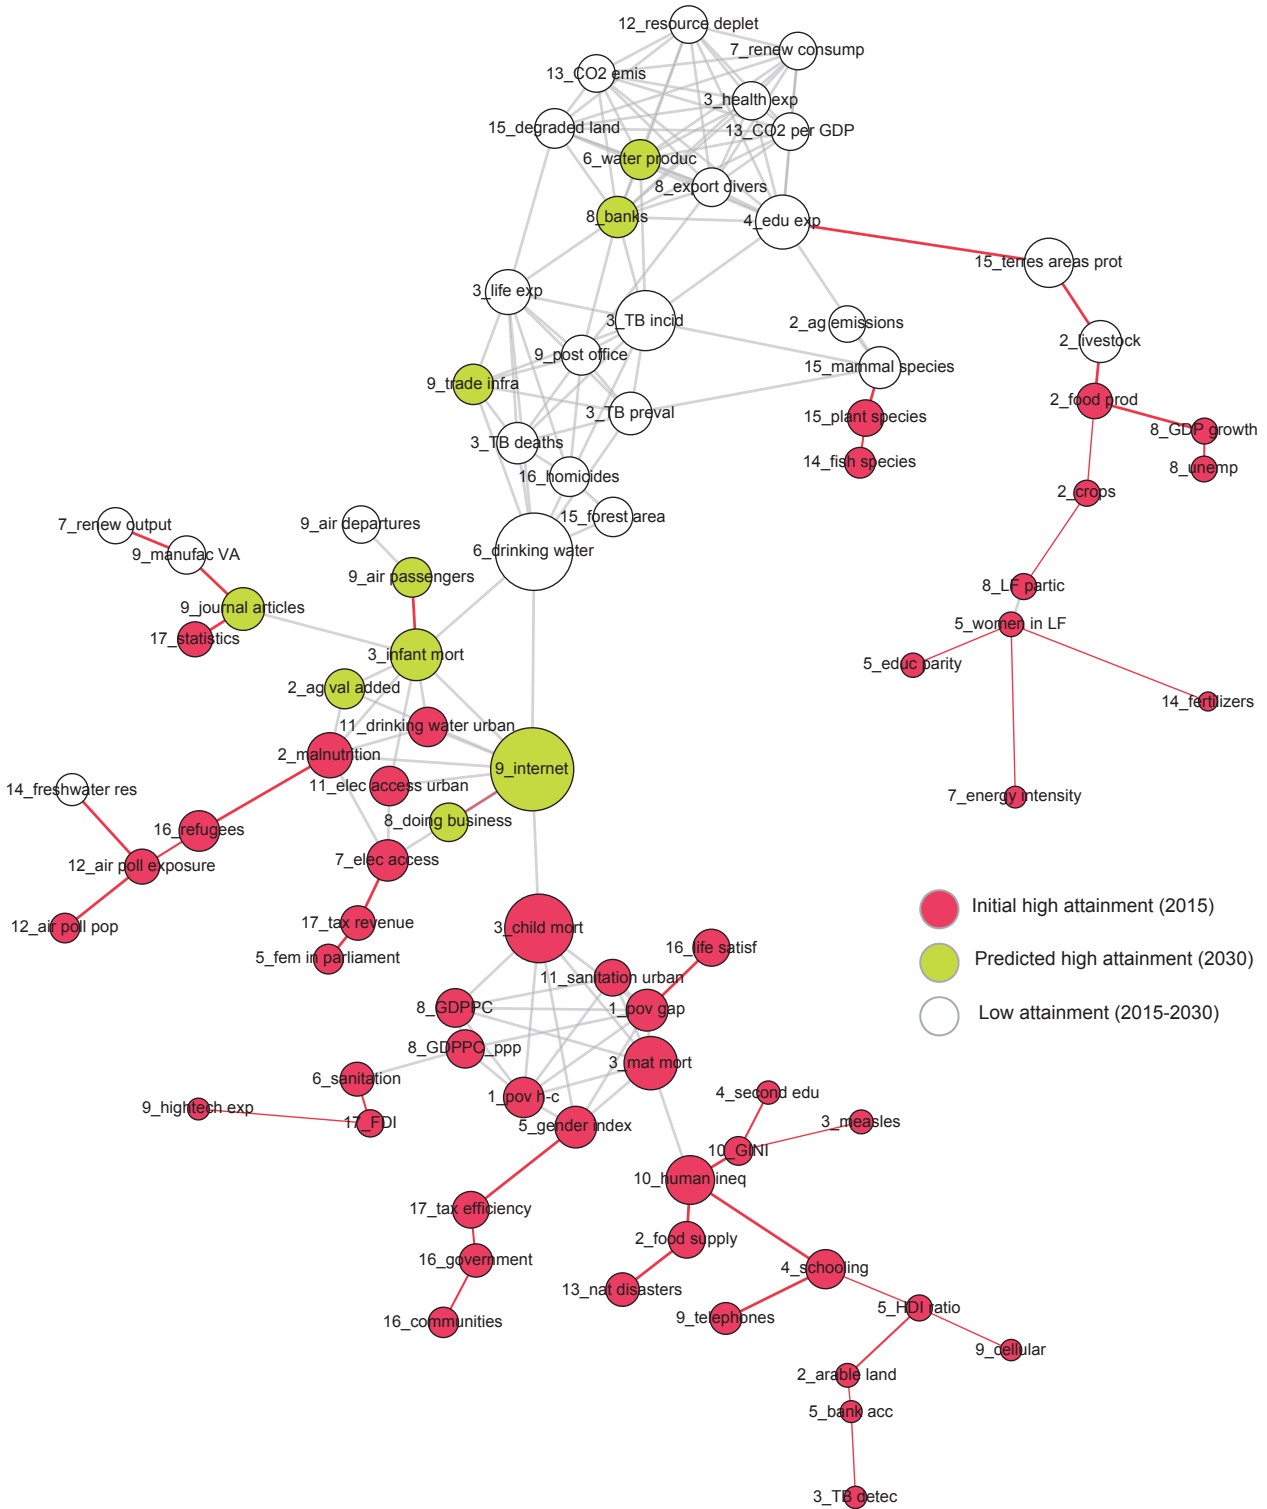 12_resource deplet
7_renew consump
13_CO2 emis
3_health exp
15_degraded land
13_CO2 per GDP
6_water produc
8_export divers
8_banks
4_edu exp
15_terres areas prot
3_life exp
3_TB incid
2_ag emissions
2_livestock
9_post office
15_mammal species
9_trade infra
2_food prod
3_TB preval
15_plant species
8_GDP growth
3_TB deaths
14_fish species
8_unemp
16_homicides
2_crops
15_forest area
7_renew output
9_air departures
9_manufac VA
6_drinking water
9_air passengers
8_LF partic
9_journal articles
5_women in LF
17_statistics
3_infant mort
5_educ parity
2_ag val added
14_fertilizers
11_drinking water urban
2_malnutrition
9_internet
14_freshwater res
11_elec access urban
7_energy intensity
8_doing business
16_refugees
7_elec access
12_air poll exposure
Initial high attainment (2015)
12_air poll pop
17_tax revenue
3_child mort
16_life satisf
5_fem in parliament
Predicted high attainment (2030)
11_sanitation urban
8_GDPPC
1_pov gap
Low attainment (2015-2030)
8_GDPPC_ppp
3_mat mort
6_sanitation
4_second edu
1_pov h-c
9_hightech exp
17_FDI
3_measles
5_gender index
10_GINI
10_human ineq
17_tax efficiency
2_food supply
16_government
4_schooling
13_nat disasters
5_HDI ratio
9_telephones
16_communities
9_cellular
2_arable land
5_bank acc
3_TB detec